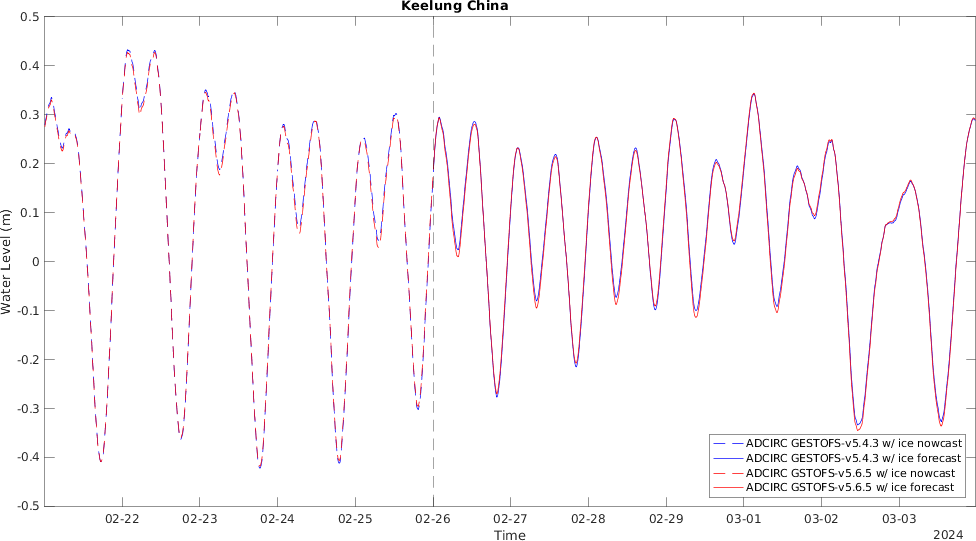 Keelung China
0.5
0.4
0.3
0.2
0.1
0
-0.1
-0.2
-0.3
-0.4
-0.5
Water Level (m)
ADCIRC GESTOFS-v5.4.3 w/ ice nowcast
ADCIRC GESTOFS-v5.4.3 w/ ice forecast
ADCIRC GSTOFS-v5.6.5 w/ ice nowcast
ADCIRC GSTOFS-v5.6.5 w/ ice forecast
02-22 02-23 02-24 02-25 02-26 02-27 02-28 02-29 03-01 03-02 03-03
Time
2024